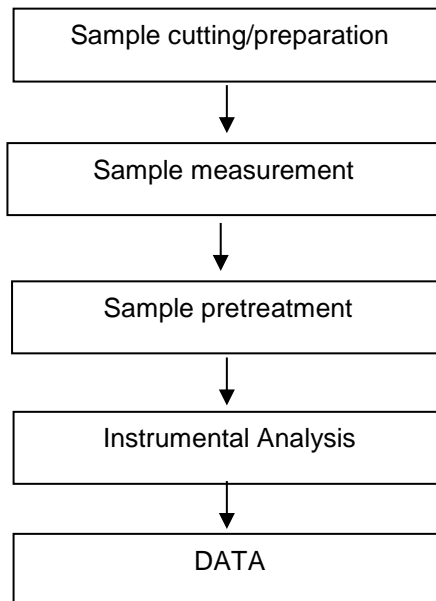 Sample cutting/preparation
Sample measurement
Sample pretreatment
Instrumental Analysis
DATA